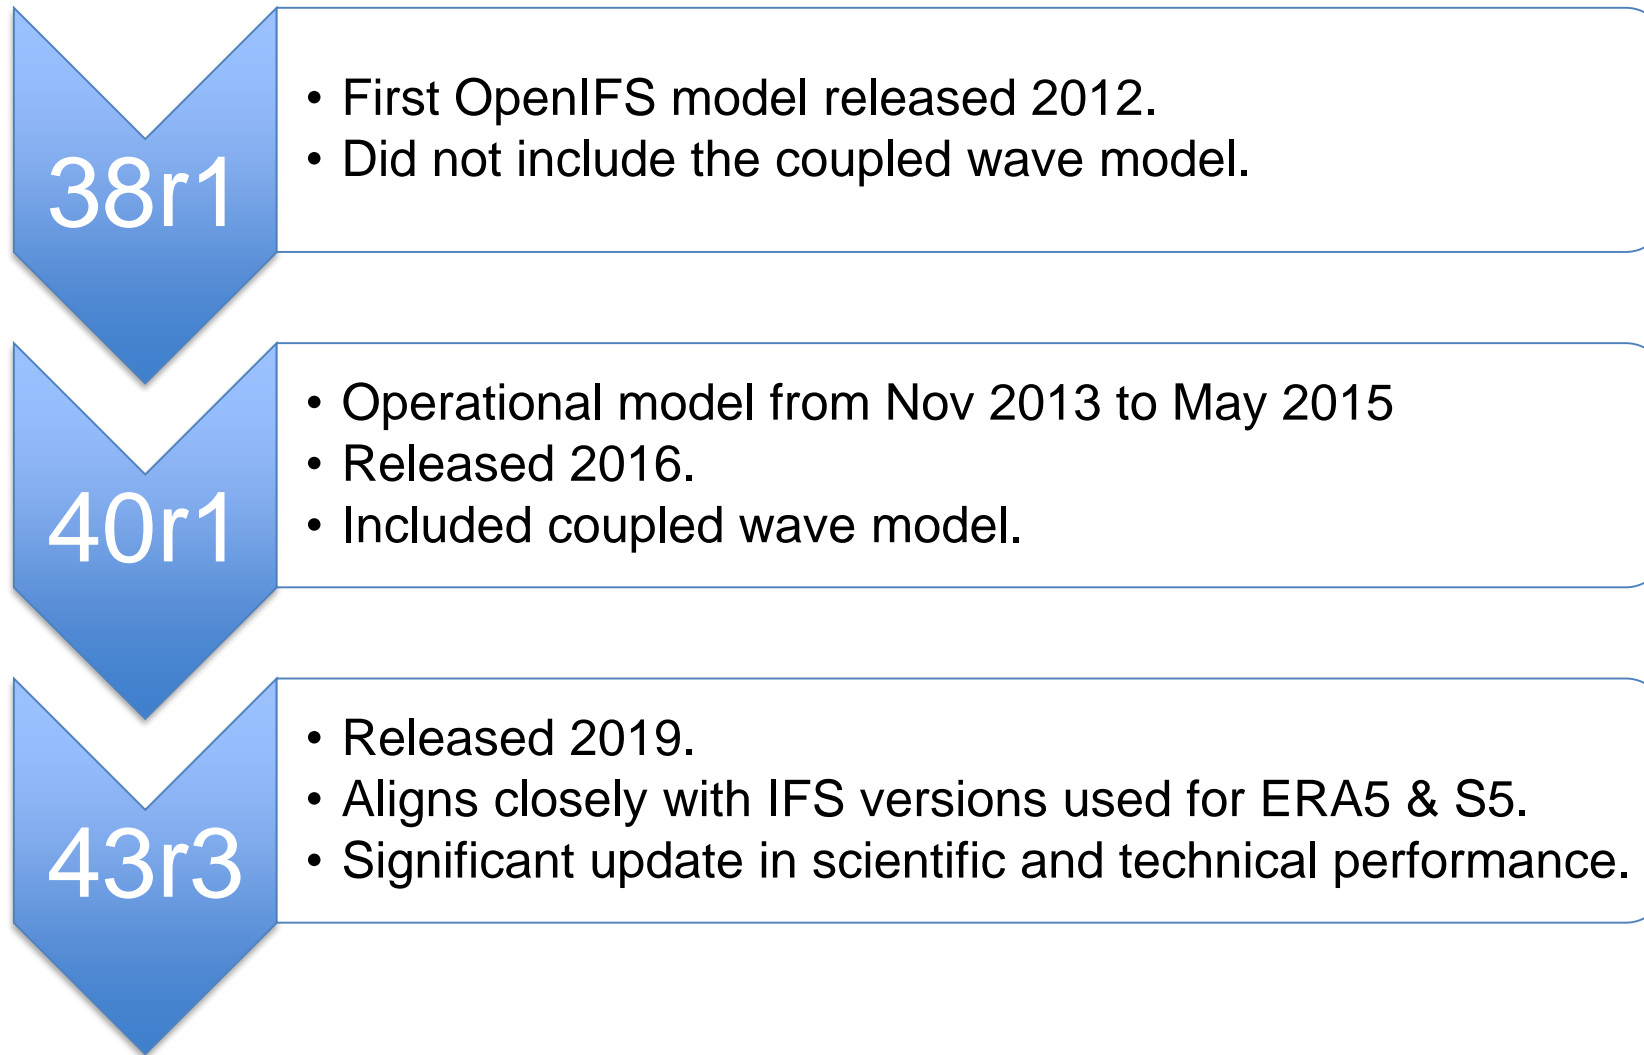 38r1
• First OpenIFS model released 2012.
• Did not include the coupled wave model.
40r1
• Operational model from Nov 2013 to May 2015
• Released 2016.
• Included coupled wave model.
43r3
• Released 2019.
• Aligns closely with IFS versions used for ERA5 & S5.
• Significant update in scientific and technical performance.